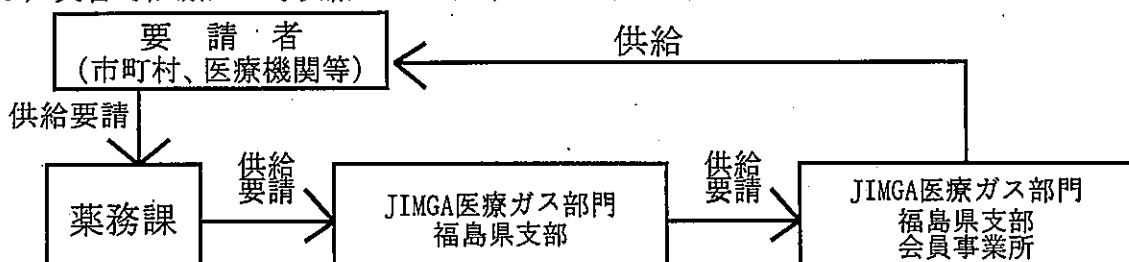 要請者
(市町村、医療機関等)
供給
供給要請
薬務課
供給
要請
JIMGA医療ガス部門
福島県支部
供給
要請
JIMGA医療ガス部門
福島県支部
会員事業所